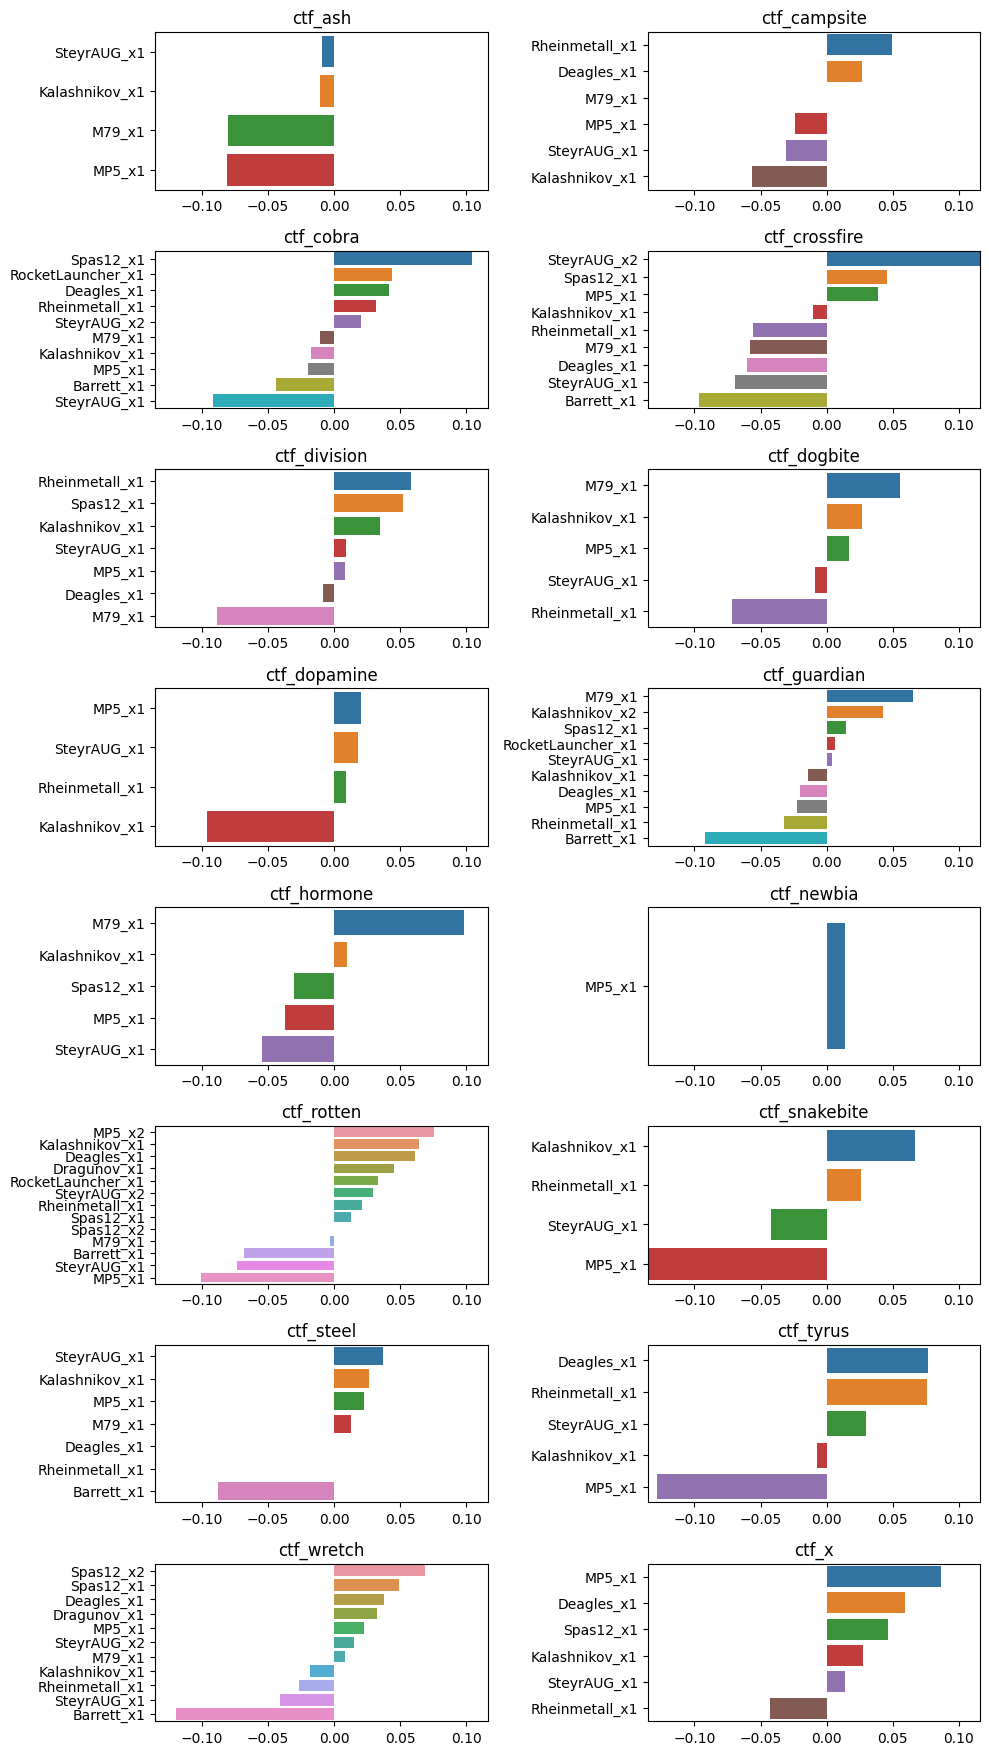 ctf_ash
SteyrAUG_x1
Kalashnikov_x1
M79_x1
MP5_x1
−0.10 −0.05 0.00 0.05 0.10
ctf_campsite
Rheinmetall_x1
Deagles_x1
M79_x1
MP5_x1
SteyrAUG_x1
Kalashnikov_x1
−0.10 −0.05 0.00 0.05 0.10
ctf_cobra
Spas12_x1
RocketLauncher_x1
Deagles_x1
Rheinmetall_x1
SteyrAUG_x2
M79_x1
Kalashnikov_x1
MP5_x1
Barrett_x1
SteyrAUG_x1
−0.10 −0.05 0.00 0.05 0.10
ctf_crossfire
SteyrAUG_x2
Spas12_x1
MP5_x1
Kalashnikov_x1
Rheinmetall_x1
M79_x1
Deagles_x1
SteyrAUG_x1
Barrett_x1
−0.10 −0.05 0.00 0.05 0.10
ctf_division
Rheinmetall_x1
Spas12_x1
Kalashnikov_x1
SteyrAUG_x1
MP5_x1
Deagles_x1
M79_x1
−0.10 −0.05 0.00 0.05 0.10
ctf_dogbite
M79_x1
Kalashnikov_x1
MP5_x1
SteyrAUG_x1
Rheinmetall_x1
−0.10 −0.05 0.00 0.05 0.10
ctf_dopamine
MP5_x1
SteyrAUG_x1
Rheinmetall_x1
Kalashnikov_x1
−0.10 −0.05 0.00 0.05 0.10
ctf_guardian
M79_x1
Kalashnikov_x2
Spas12_x1
RocketLauncher_x1
SteyrAUG_x1
Kalashnikov_x1
Deagles_x1
MP5_x1
Rheinmetall_x1
Barrett_x1
−0.10 −0.05 0.00 0.05 0.10
ctf_hormone
M79_x1
Kalashnikov_x1
Spas12_x1
MP5_x1
SteyrAUG_x1
−0.10 −0.05 0.00 0.05 0.10
ctf_newbia
MP5_x1
−0.10 −0.05 0.00 0.05 0.10
ctf_rotten
MP5_x2
Kalashnikov_x1
Deagles_x1
Dragunov_x1
RocketLauncher_x1
SteyrAUG_x2
Rheinmetall_x1
Spas12_x1
Spas12_x2
M79_x1
Barrett_x1
SteyrAUG_x1
MP5_x1
−0.10 −0.05 0.00 0.05 0.10
ctf_snakebite
Kalashnikov_x1
Rheinmetall_x1
SteyrAUG_x1
MP5_x1
−0.10 −0.05 0.00 0.05 0.10
ctf_steel
SteyrAUG_x1
Kalashnikov_x1
MP5_x1
M79_x1
Deagles_x1
Rheinmetall_x1
Barrett_x1
−0.10 −0.05 0.00 0.05 0.10
ctf_tyrus
Deagles_x1
Rheinmetall_x1
SteyrAUG_x1
Kalashnikov_x1
MP5_x1
−0.10 −0.05 0.00 0.05 0.10
ctf_wretch
Spas12_x2
Spas12_x1
Deagles_x1
Dragunov_x1
MP5_x1
SteyrAUG_x2
M79_x1
Kalashnikov_x1
Rheinmetall_x1
SteyrAUG_x1
Barrett_x1
−0.10 −0.05 0.00 0.05 0.10
ctf_x
MP5_x1
Deagles_x1
Spas12_x1
Kalashnikov_x1
SteyrAUG_x1
Rheinmetall_x1
−0.10 −0.05 0.00 0.05 0.10